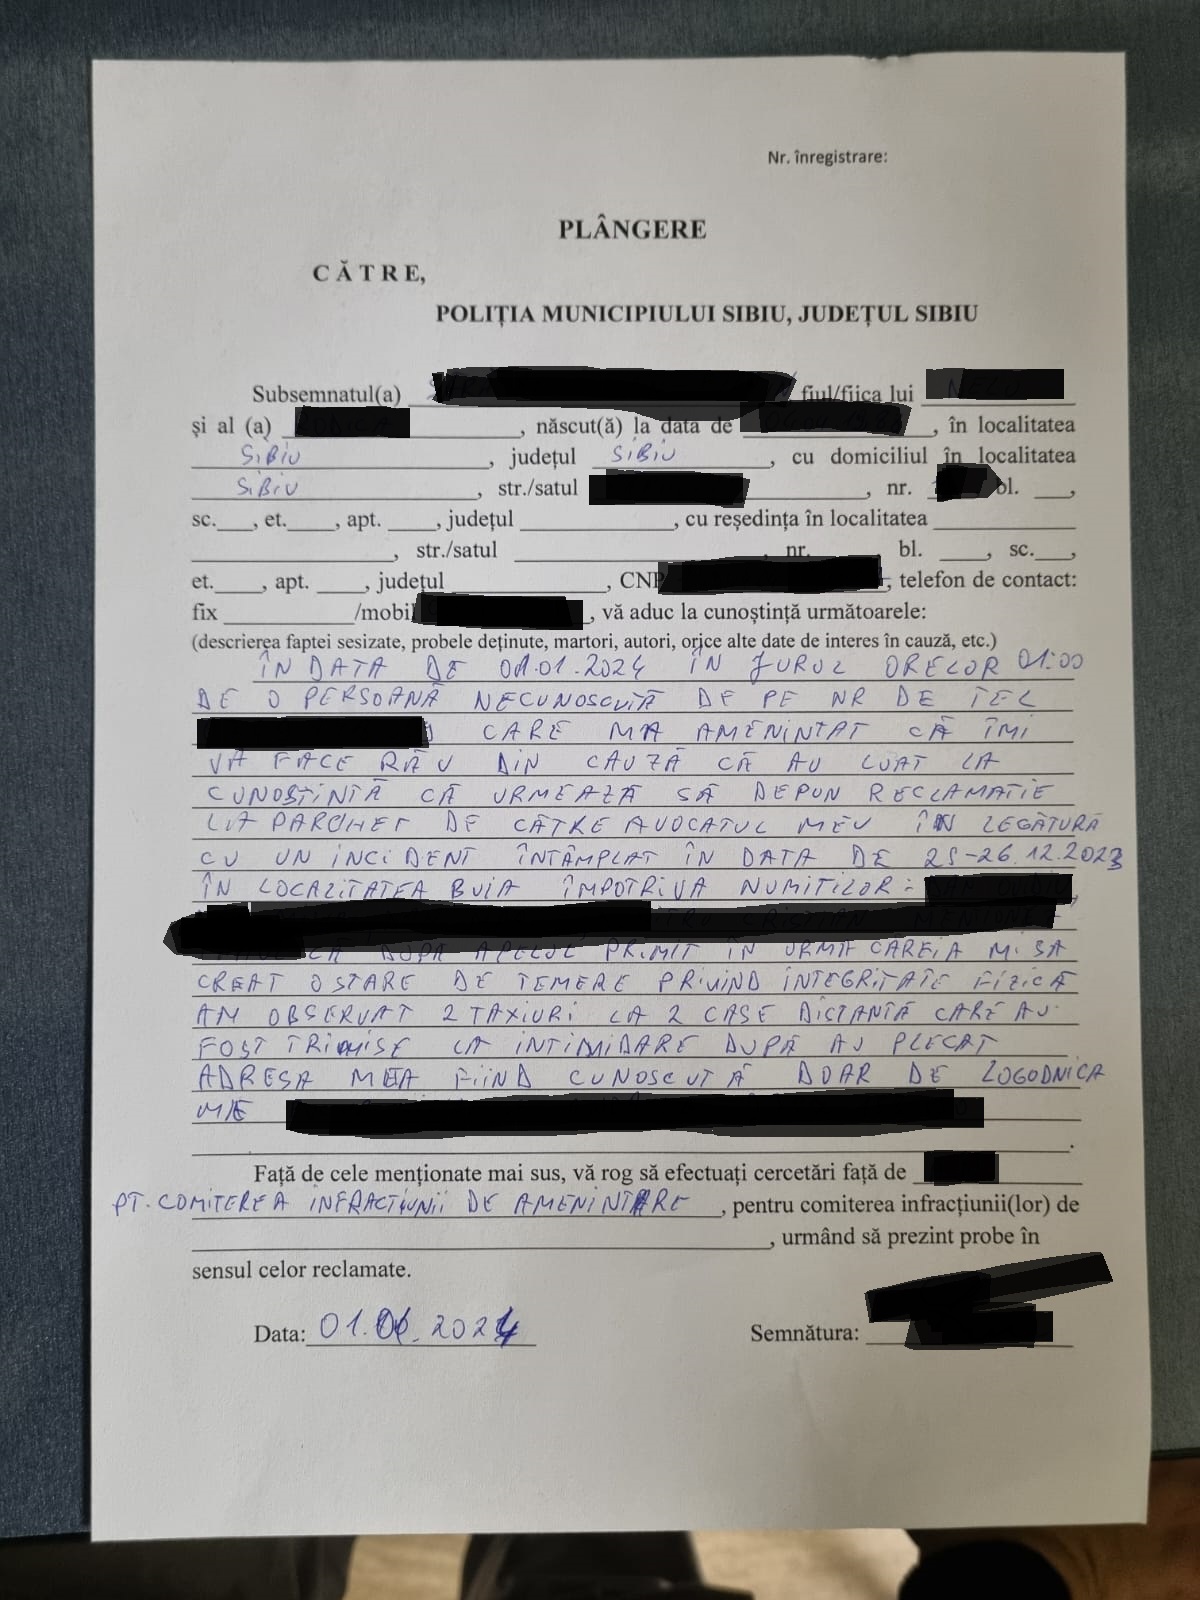 Nr. înregistrare:
PLÂNGERE
CĂTRE,
POLIȚIA MUNICIPIULUI SIBIU, JUDEȚUL SIBIU
Subsemnatul(a) fiul/fiica lui
și al (a) , născut(ă) la data de , în localitatea
SIBIU , județul SIBIU , cu domiciliul în localitatea
SIBIU , str./satul , nr. bl. ,
sc. , et. , apt. , județul , cu reședința în localitatea
, str./satul , nr. bl. , sc. ,
et. , apt. , județul , CNP , telefon de contact:
fix /mobil , vă aduc la cunoștință următoarele:
(descrierea faptei sesizate, probele deținute, martori, autori, orice alte date de interes în cauză, etc.)
ÎN DATA DE 01.01.2024 ÎN JURUL ORELOR 01:00
DE O PERSOANĂ NECUNOSCUTĂ DE PE NR DE TEL
CARE MA AMENINTAT CĂ ÎMI
VA FACE RĂU DIN CAUZĂ CĂ AU LUAT LA
CUNOSTINTĂ CĂ URMEAZĂ SĂ DEPUN RECLAMATIE
LA PARCHET DE CĂTRE AVOCATUL MEU ÎN LEGĂTURĂ
CU UN INCIDENT ÎNTÂMPLAT ÎN DATA DE 25-26.12.2023
ÎN LOCALITATEA BUIA ÎMPOTRIVA NUMITILOR:
CA DUPĂ APELUL PRIMIT ÎN URMA CAREIA MI SA
CREAT O STARE DE TEMERE PRIVIND INTEGRITATE FIZICĂ
AM OBSERVAT 2 TAXIURI LA 2 CASE DISTANTĂ CARE AU
FOST TRIMISE LA INTIMIDARE DUPĂ AU PLECAT
ADRESA MEA FIIND CUNOSCUTĂ DOAR DE LOGODNICA
MIE
Față de cele menționate mai sus, vă rog să efectuați cercetări față de
PT. COMITEREA INFRACȚIUNII DE AMENINTARE , pentru comiterea infracțiunii(lor) de
, urmând să prezint probe în
sensul celor reclamate.
Data: 01.01.2024 Semnătura: